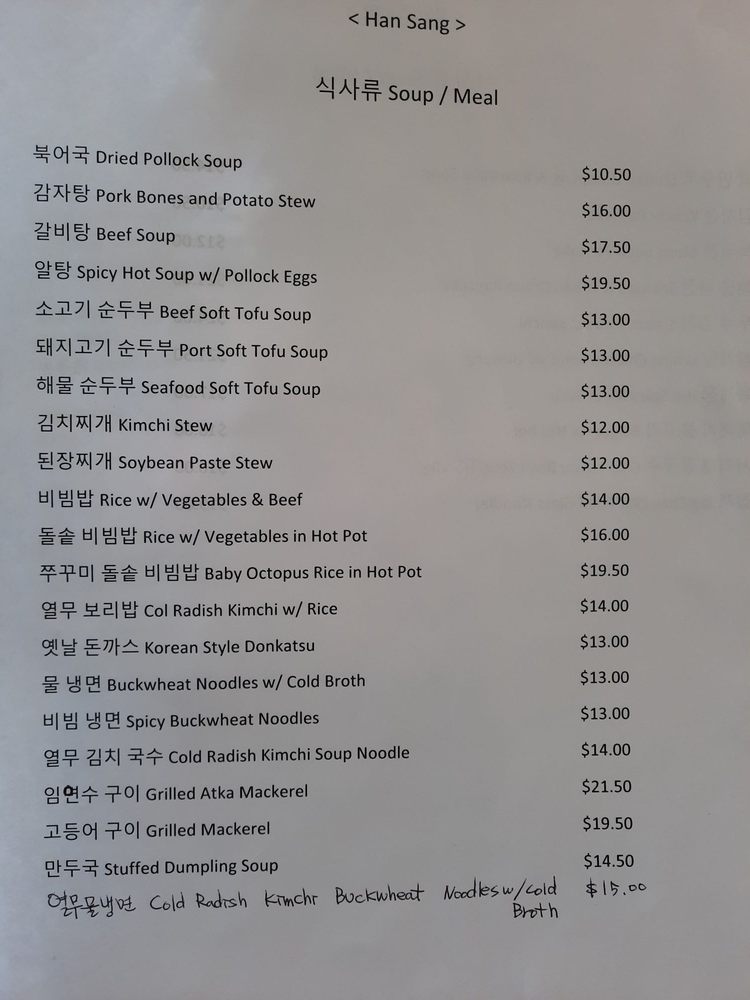 < Han Sang >
식사류 Soup / Meal
북어국 Dried Pollock Soup $10.50
감자탕 Pork Bones and Potato Stew $16.00
갈비탕 Beef Soup $17.50
알탕 Spicy Hot Soup w/ Pollock Eggs $19.50
소고기 순두부 Beef Soft Tofu Soup $13.00
돼지고기 순두부 Port Soft Tofu Soup $13.00
해물 순두부 Seafood Soft Tofu Soup $13.00
김치찌개 Kimchi Stew $12.00
된장찌개 Soybean Paste Stew $12.00
비빔밥 Rice w/ Vegetables & Beef $14.00
돌솥 비빔밥 Rice w/ Vegetables in Hot Pot $16.00
쭈꾸미 돌솥 비빔밥 Baby Octopus Rice in Hot Pot $19.50
열무 보리밥 Col Radish Kimchi w/ Rice $14.00
옛날 돈까스 Korean Style Donkatsu $13.00
물 냉면 Buckwheat Noodles w/ Cold Broth $13.00
비빔 냉면 Spicy Buckwheat Noodles $13.00
열무 김치 국수 Cold Radish Kimchi Soup Noodle $14.00
임연수 구이 Grilled Atka Mackerel $21.50
고등어 구이 Grilled Mackerel $19.50
만두국 Stuffed Dumpling Soup $14.50
열무물냉면 Cold Radish Kimchi Buckwheat Noodles w/ Cold $15.00
Broth